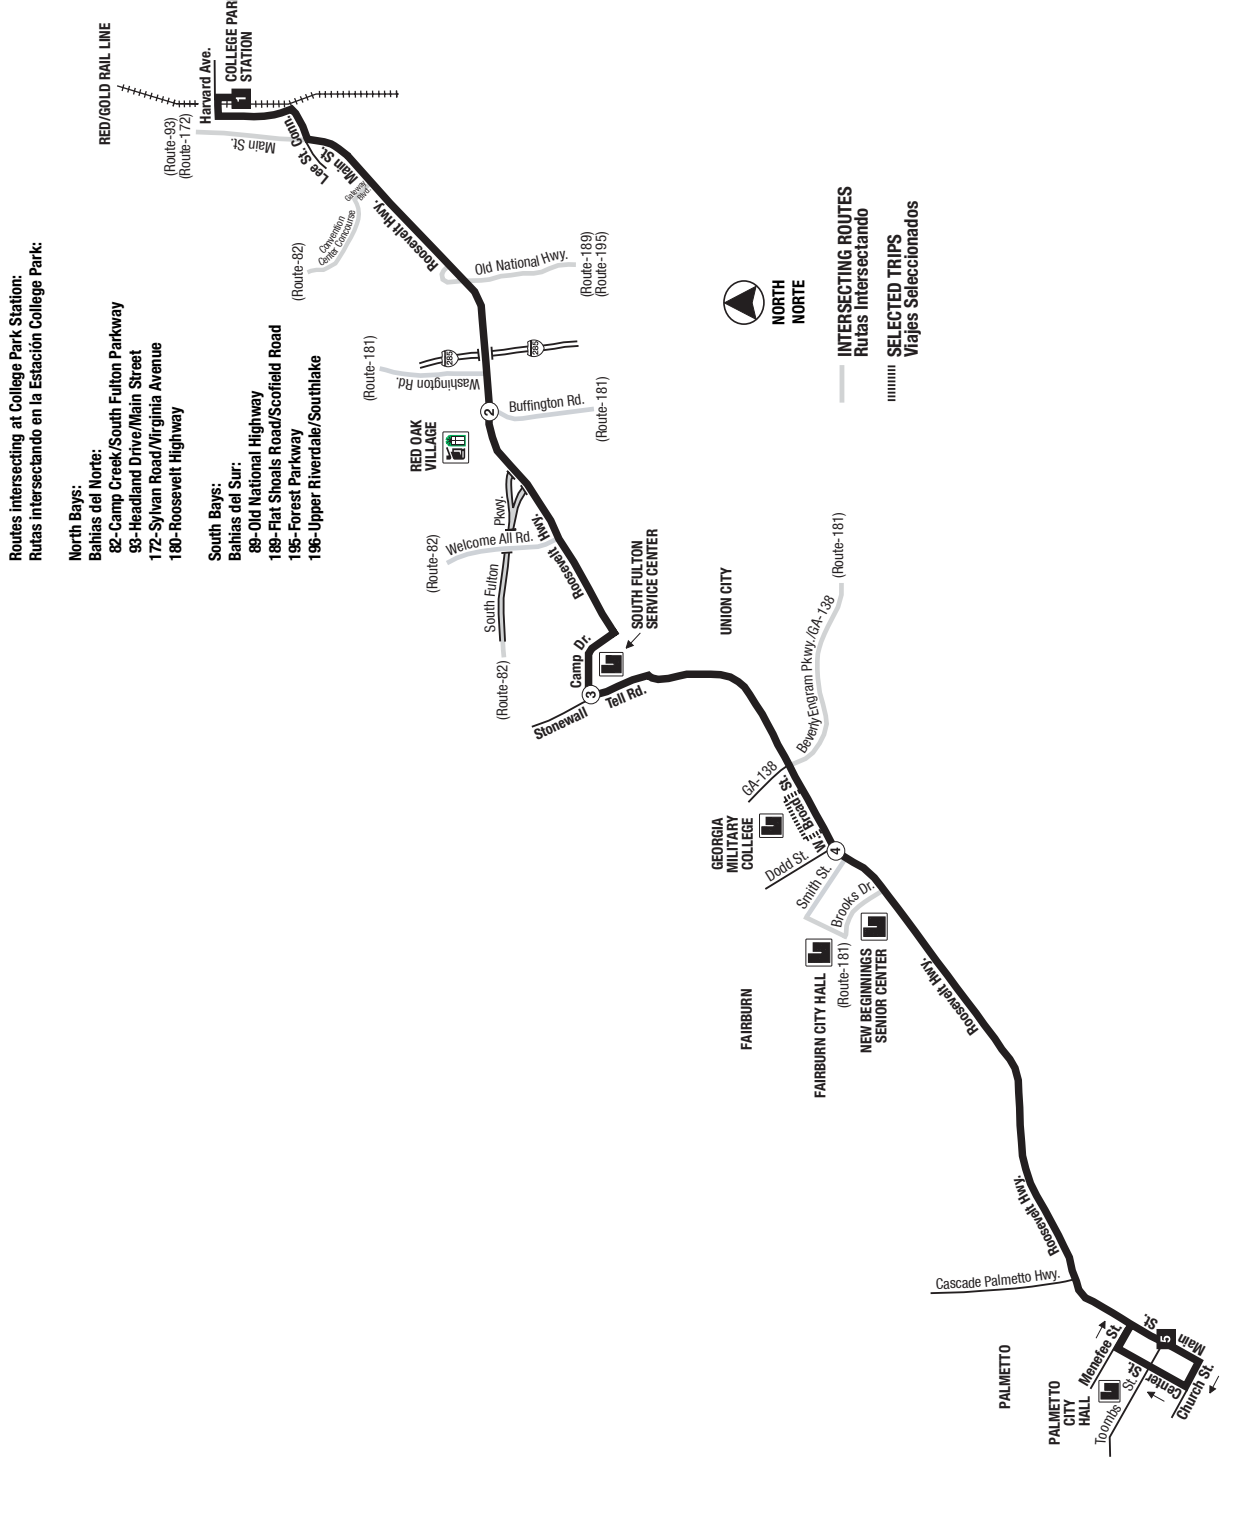 Routes intersecting at College Park Station:
Rutas intersectando en la Estación College Park:
North Bays:
Bahias del Norte:
82-Camp Creek/South Fulton Parkway
93-Headland Drive/Main Street
172-Sylvan Road/Virginia Avenue
180-Roosevelt Highway
South Bays:
Bahias del Sur:
89-Old National Highway
189-Flat Shoals Road/Scofield Road
195-Forest Parkway
196-Upper Riverdale/Southlake
RED/GOLD RAIL LINE
Harvard Ave.
COLLEGE PAR
STATION
1
(Route-93)
(Route-172)
Main St.
Lee St. Conn.
Main St.
Gateway
Blvd.
Convention
Center Concourse
(Route-82)
Roosevelt Hwy.
Old National Hwy.
(Route-189)
(Route-195)
285
285
(Route-181)
Washington Rd.
2
Buffington Rd.
(Route-181)
RED OAK
VILLAGE
Pkwy.
South Fulton
(Route-82)
Welcome All Rd.
(Route-82)
Roosevelt Hwy.
Camp Dr.
3
Stonewall
Tell Rd.
SOUTH FULTON
SERVICE CENTER
UNION CITY
NORTH
NORTE
INTERSECTING ROUTES
Rutas Intersectando
SELECTED TRIPS
Viajes Seleccionados
Beverly Engram Pkwy./GA-138
(Route-181)
GA-138
W Broad St.
GEORGIA
MILITARY
COLLEGE
Dodd St.
4
Smith St.
Brooks Dr.
FAIRBURN
FAIRBURN CITY HALL
(Route-181)
NEW BEGINNINGS
SENIOR CENTER
Roosevelt Hwy.
Roosevelt Hwy.
Cascade Palmetto Hwy.
PALMETTO
PALMETTO
CITY
HALL
Menefee St.
Main St.
5
Toombs St.
Center St.
Church St.